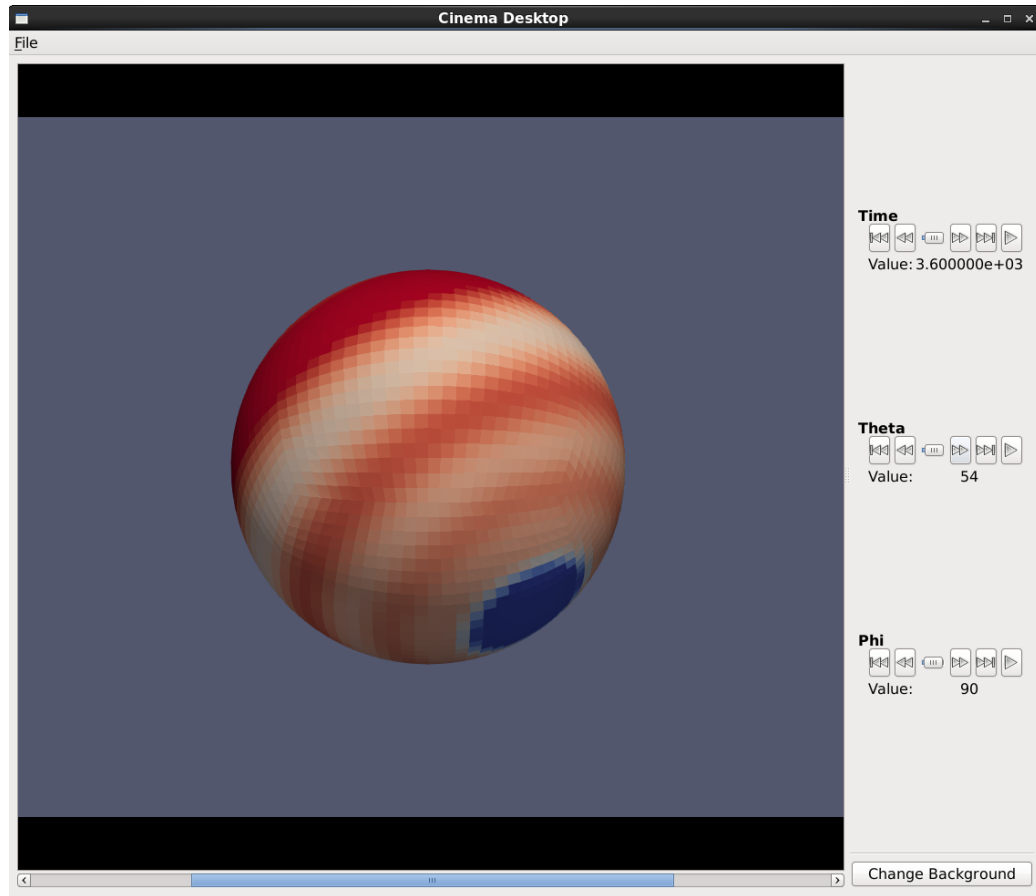 Cinema Desktop
File
Time
Value: 3.600000e+03
Theta
Value: 54
Phi
Value: 90
Change Background